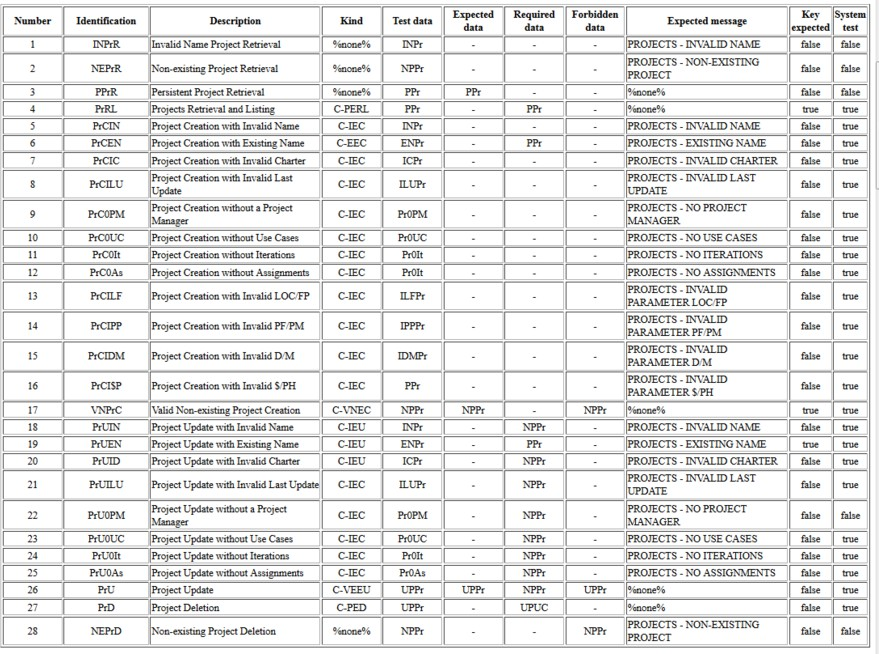 Number Identification Description Kind Test data Expected data Required data Forbidden data Expected message Key expected System test
1 INPrR Invalid Name Project Retrieval %none% INPr - - - PROJECTS - INVALID NAME false false
2 NEPrR Non-existing Project Retrieval %none% NPPr - - - PROJECTS - NON-EXISTING PROJECT false false
3 PPrR Persistent Project Retrieval %none% PPr PPr - - %none% false false
4 PrRL Projects Retrieval and Listing C-PERL PPr - PPr - %none% true true
5 PrCIN Project Creation with Invalid Name C-IEC INPr - - - PROJECTS - INVALID NAME false true
6 PrCEN Project Creation with Existing Name C-EEC ENPr - PPr - PROJECTS - EXISTING NAME false true
7 PrCIC Project Creation with Invalid Charter C-IEC ICPr - - - PROJECTS - INVALID CHARTER false true
8 PrCILU Project Creation with Invalid Last Update C-IEC ILUPr - - - PROJECTS - INVALID LAST UPDATE false true
9 PrC0PM Project Creation without a Project Manager C-IEC Pr0PM - - - PROJECTS - NO PROJECT MANAGER false true
10 PrC0UC Project Creation without Use Cases C-IEC Pr0UC - - - PROJECTS - NO USE CASES false true
11 PrC0It Project Creation without Iterations C-IEC Pr0It - - - PROJECTS - NO ITERATIONS false true
12 PrC0As Project Creation without Assignments C-IEC Pr0It - - - PROJECTS - NO ASSIGNMENTS false true
13 PrCILF Project Creation with Invalid LOC/FP C-IEC ILFPr - - - PROJECTS - INVALID PARAMETER LOC/FP false true
14 PrCIPP Project Creation with Invalid PF/PM C-IEC IPPPr - - - PROJECTS - INVALID PARAMETER PF/PM false true
15 PrCIDM Project Creation with Invalid D/M C-IEC IDMPr - - - PROJECTS - INVALID PARAMETER D/M false true
16 PrCI$P Project Creation with Invalid $/PH C-IEC PPr - - - PROJECTS - INVALID PARAMETER $/PH false true
17 VNPrC Valid Non-existing Project Creation C-VNEC NPPr NPPr - NPPr %none% true true
18 PrUIN Project Update with Invalid Name C-IEU INPr - NPPr - PROJECTS - INVALID NAME false true
19 PrUEN Project Update with Existing Name C-IEU ENPr - PPr - PROJECTS - EXISTING NAME true true
20 PrUID Project Update with Invalid Charter C-IEU ICPr - NPPr - PROJECTS - INVALID CHARTER false true
21 PrUILU Project Update with Invalid Last Update C-IEC ILUPr - NPPr - PROJECTS - INVALID LAST UPDATE false true
22 PrU0PM Project Update without a Project Manager C-IEC Pr0PM - NPPr - PROJECTS - NO PROJECT MANAGER false false
23 PrU0UC Project Update without Use Cases C-IEC Pr0UC - NPPr - PROJECTS - NO USE CASES false true
24 PrU0It Project Update without Iterations C-IEC Pr0It - NPPr - PROJECTS - NO ITERATIONS false true
25 PrU0As Project Update without Assignments C-IEC Pr0As - NPPr - PROJECTS - NO ASSIGNMENTS false true
26 PrU Project Update C-VEEU UPPr UPPr NPPr UPPr %none% false true
27 PrD Project Deletion C-PED UPPr - UPUC - %none% false true
28 NEPrD Non-existing Project Deletion %none% NPPr - - NPPr PROJECTS - NON-EXISTING PROJECT false false